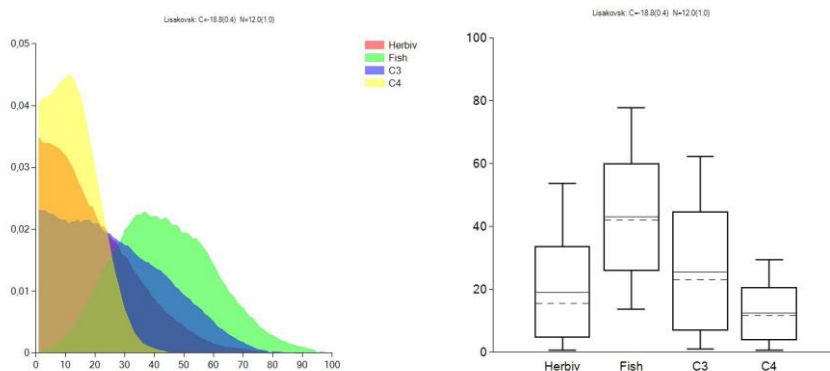 Lisakovsk: C=-18.8(0.4) N=12.0(1.0)
0,05
0,04
0,03
0,02
0,01
0
0 10 20 30 40 50 60 70 80 90 100
Herbiv
Fish
C3
C4
Lisakovsk: C=-18.8(0.4) N=12.0(1.0)
100
80
60
40
20
0
Herbiv Fish C3 C4